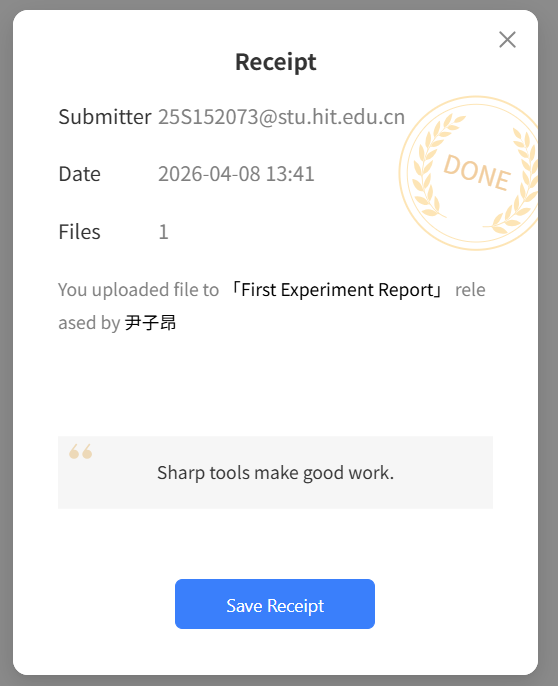 Receipt
Submitter 25S152073@stu.hit.edu.cn
DONE
Date 2026-04-08 13:41
Files 1
You uploaded file to 「First Experiment Report」 rele
ased by 尹子昂
Sharp tools make good work.
Save Receipt